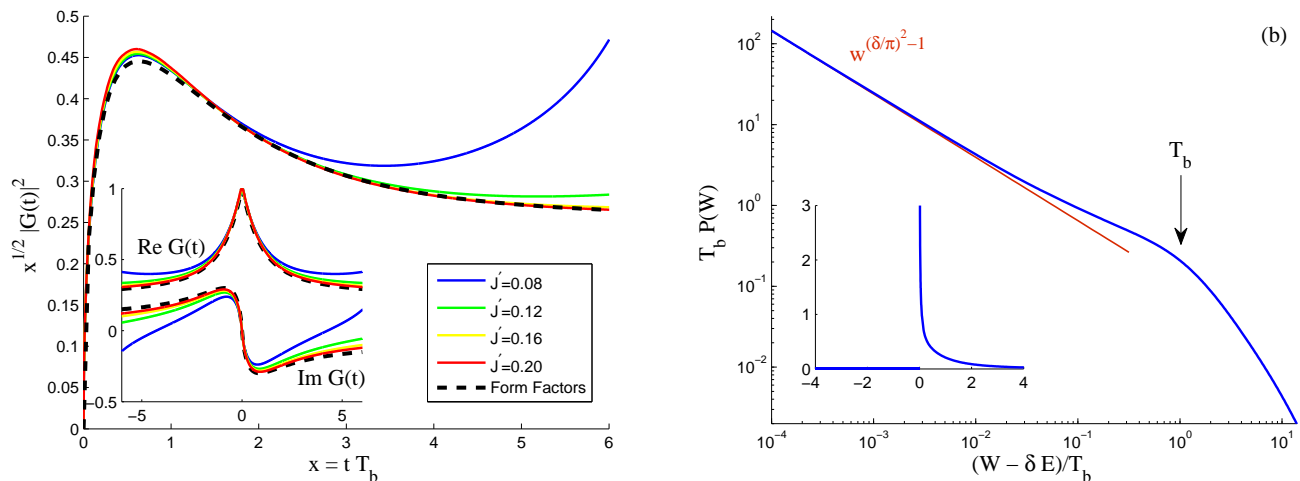 0.5
0.45
0.4
0.35
0.3
0.25
0.2
0.15
0.1
0.05
0
0 1 2 3 4 5 6
x^{1/2} |G(t)|^2
x = t T_b
1
0.5
0
−0.5
−5 0 5
Re G(t)
Im G(t)
J'=0.08
J'=0.12
J'=0.16
J'=0.20
Form Factors
(b)
w^{(δ/π)^2−1}
T_b
T_b P(W)
10^2
10^1
10^0
10^{−1}
10^{−2}
3
2
1
0
−4 −2 0 2 4
10^{−4} 10^{−3} 10^{−2} 10^{−1} 10^0 10^1
(W − δ E)/T_b